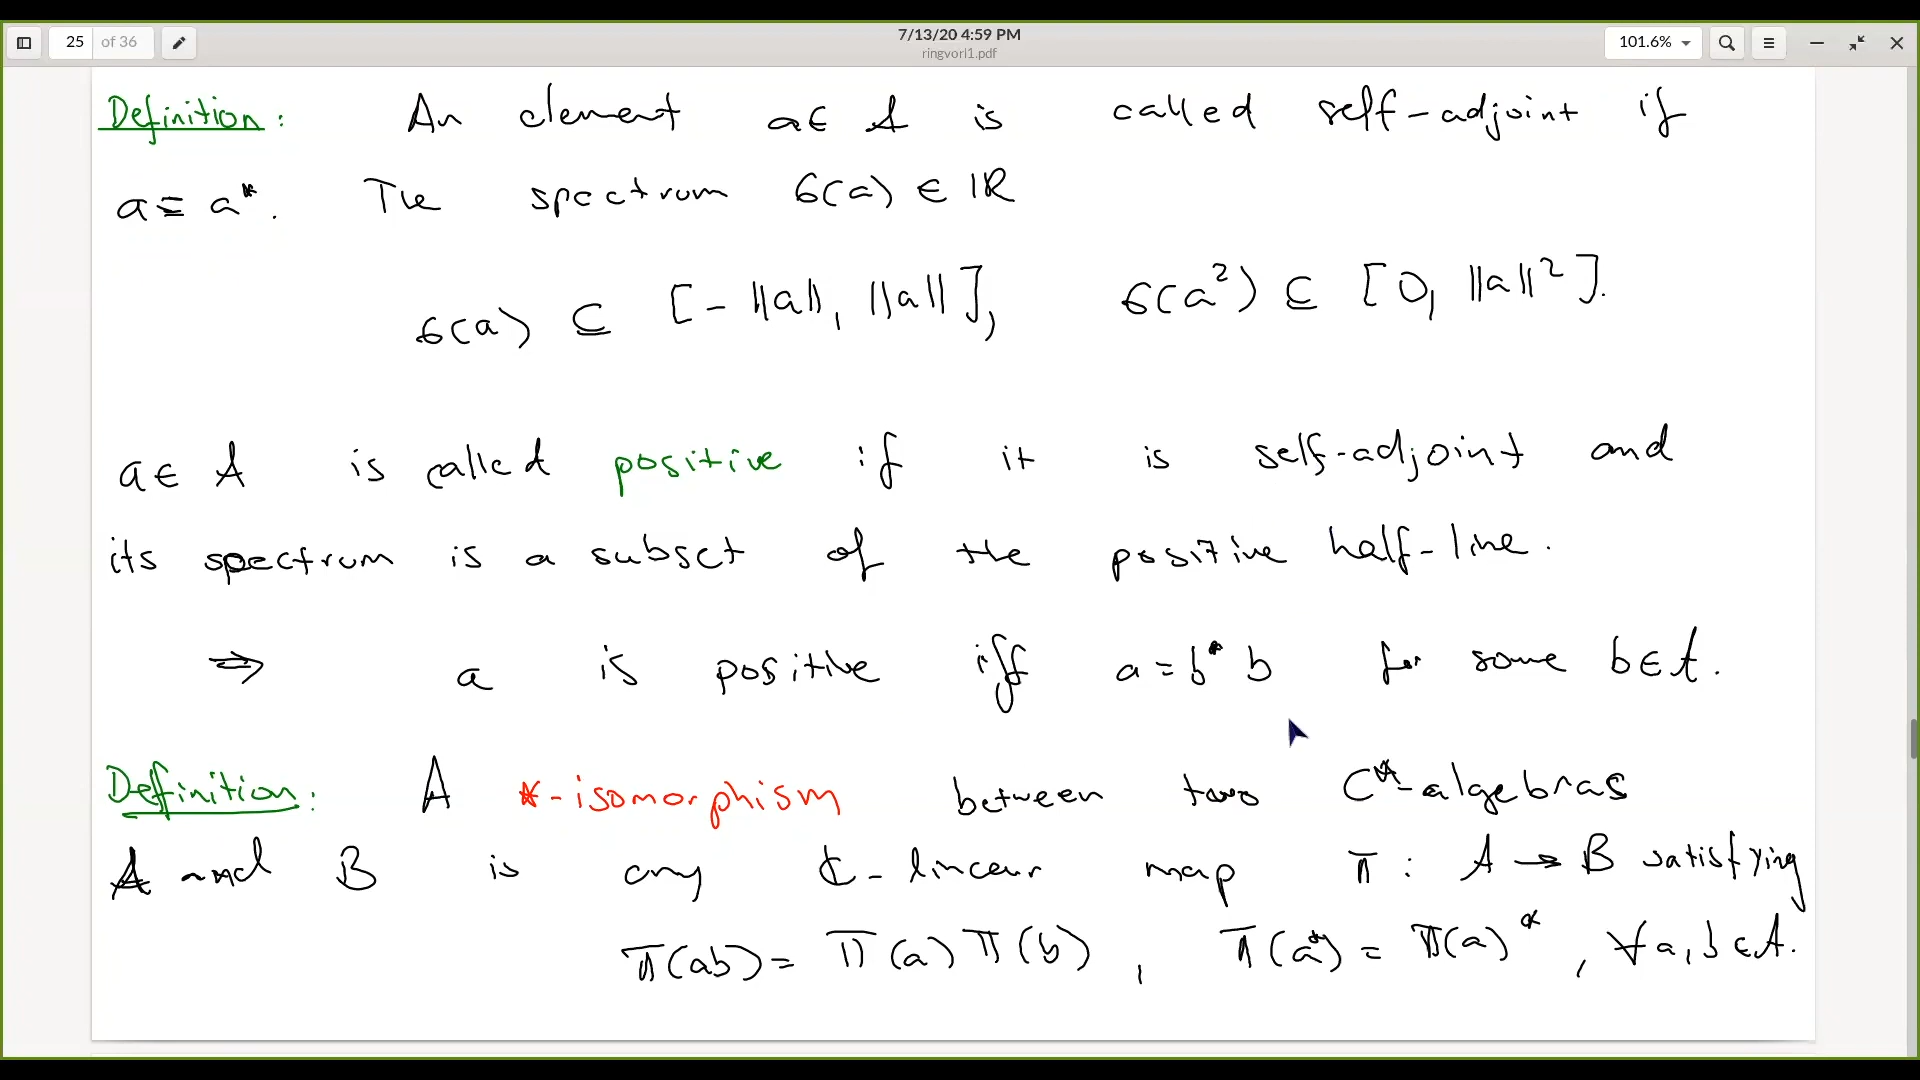 25 of 36
7/13/20 4:59 PM
ringvorl1.pdf
101.6%
Definition: An element a∈ A is called self-adjoint if
a = a*. The spectrum σ(a) ∈ ℝ
σ(a) ⊆ [-||a||, ||a||], σ(a²) ⊆ [0, ||a||²].
a∈ A is called positive if it is self-adjoint and
its spectrum is a subset of the positive half-line.
⇒ a is positive iff a = b* b for some b∈A.
Definition: A *-isomorphism between two C*-algebras
A and B is any ℂ-linear map π : A → B satisfying
π(ab) = π(a) π(b), π(a*) = π(a)*, ∀a,b ∈A.